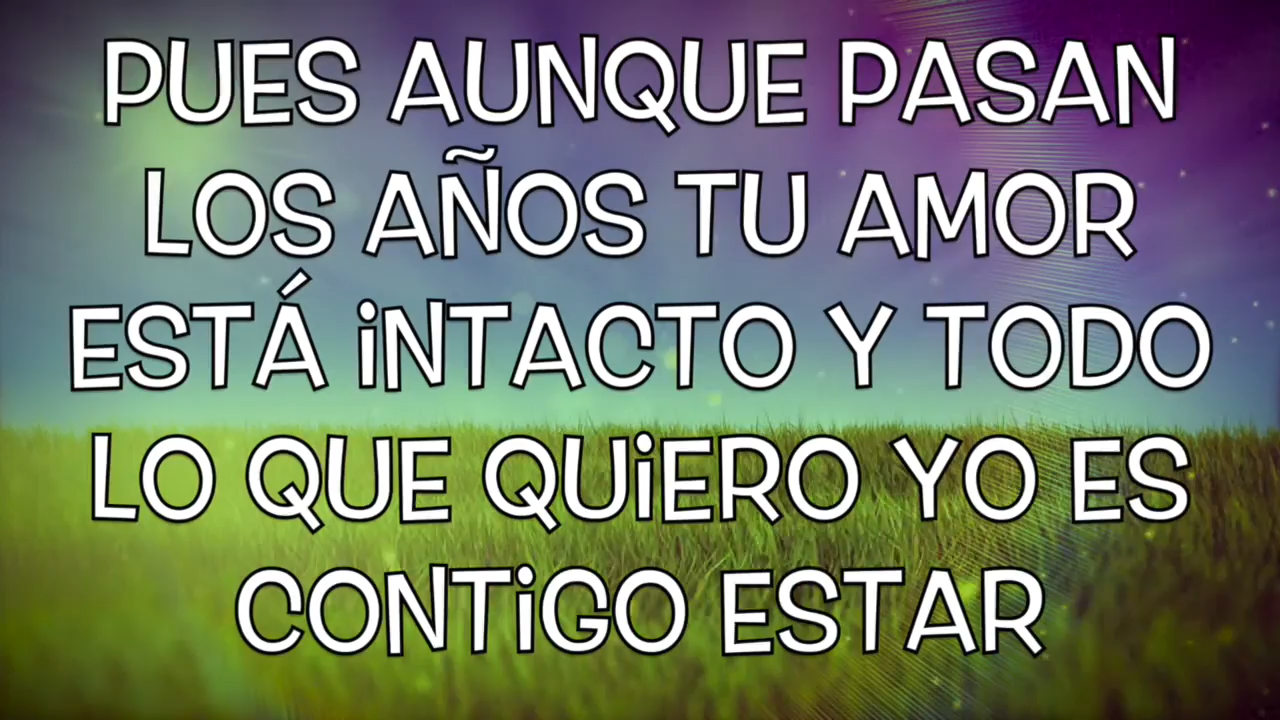 PUES AUNQUE PASAN
LOS AÑOS TU AMOR
ESTÁ iNTACTO Y TODO
LO QUE QUiERO YO ES
CONTiGO ESTAR